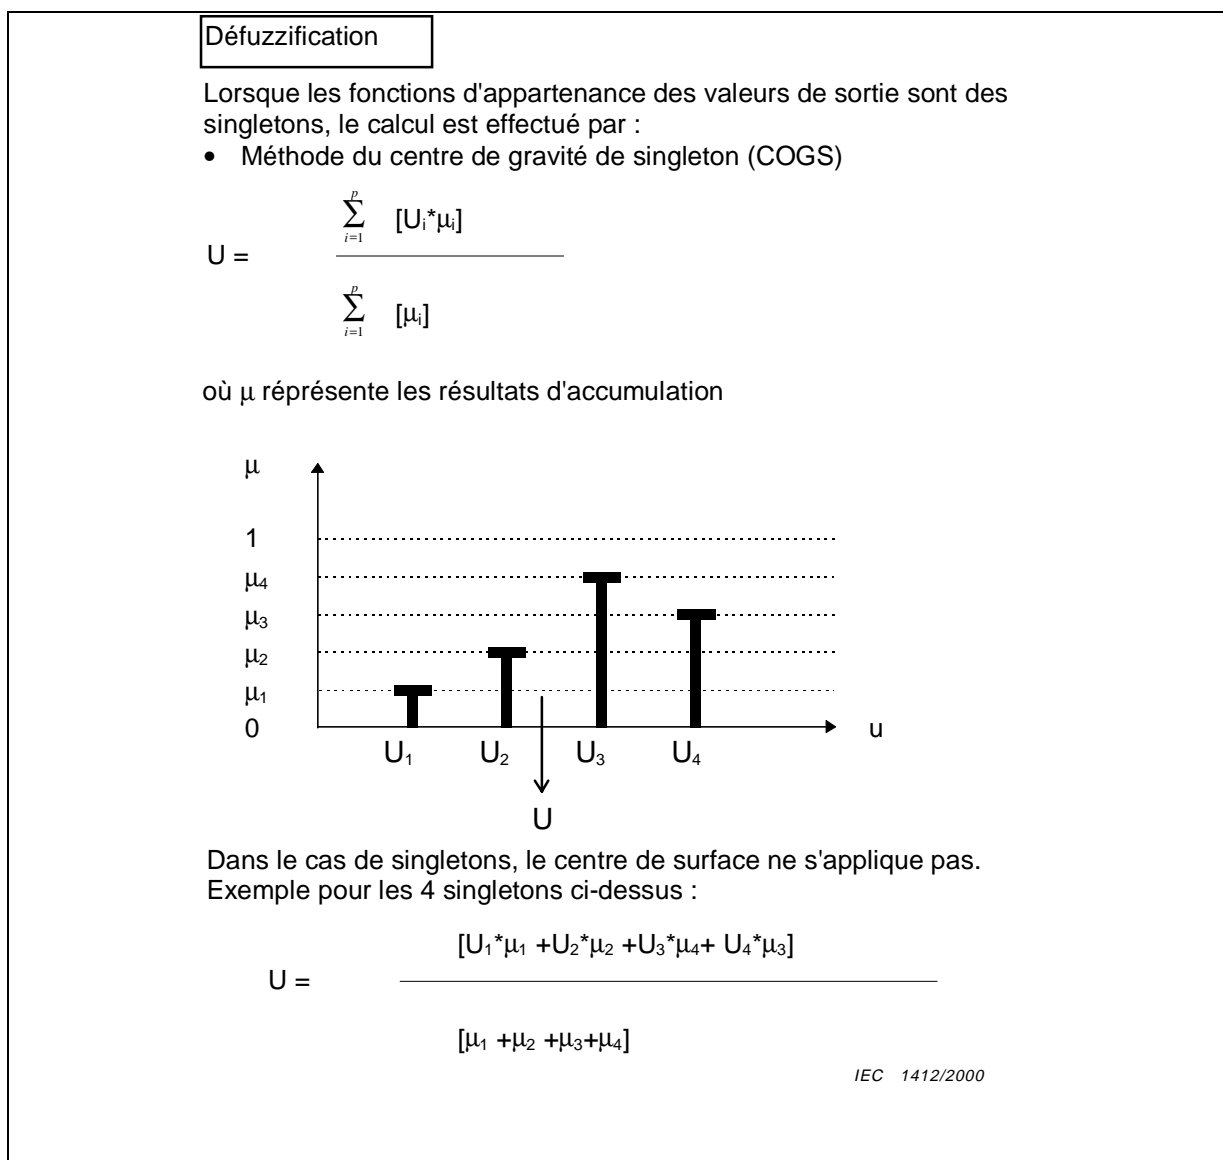 Défuzzification
Lorsque les fonctions d'appartenance des valeurs de sortie sont des
singletons, le calcul est effectué par :
• Méthode du centre de gravité de singleton (COGS)
p
∑ [Uᵢ*μᵢ]
i=1
U =
p
∑ [μᵢ]
i=1
où μ réprésente les résultats d'accumulation
μ
1
μ₄
μ₃
μ₂
μ₁
0
u
U₁ U₂ U₃ U₄
U
Dans le cas de singletons, le centre de surface ne s'applique pas.
Exemple pour les 4 singletons ci-dessus :
[U₁*μ₁ +U₂*μ₂ +U₃*μ₄+ U₄*μ₃]
U =
[μ₁ +μ₂ +μ₃+μ₄]
IEC 1412/2000